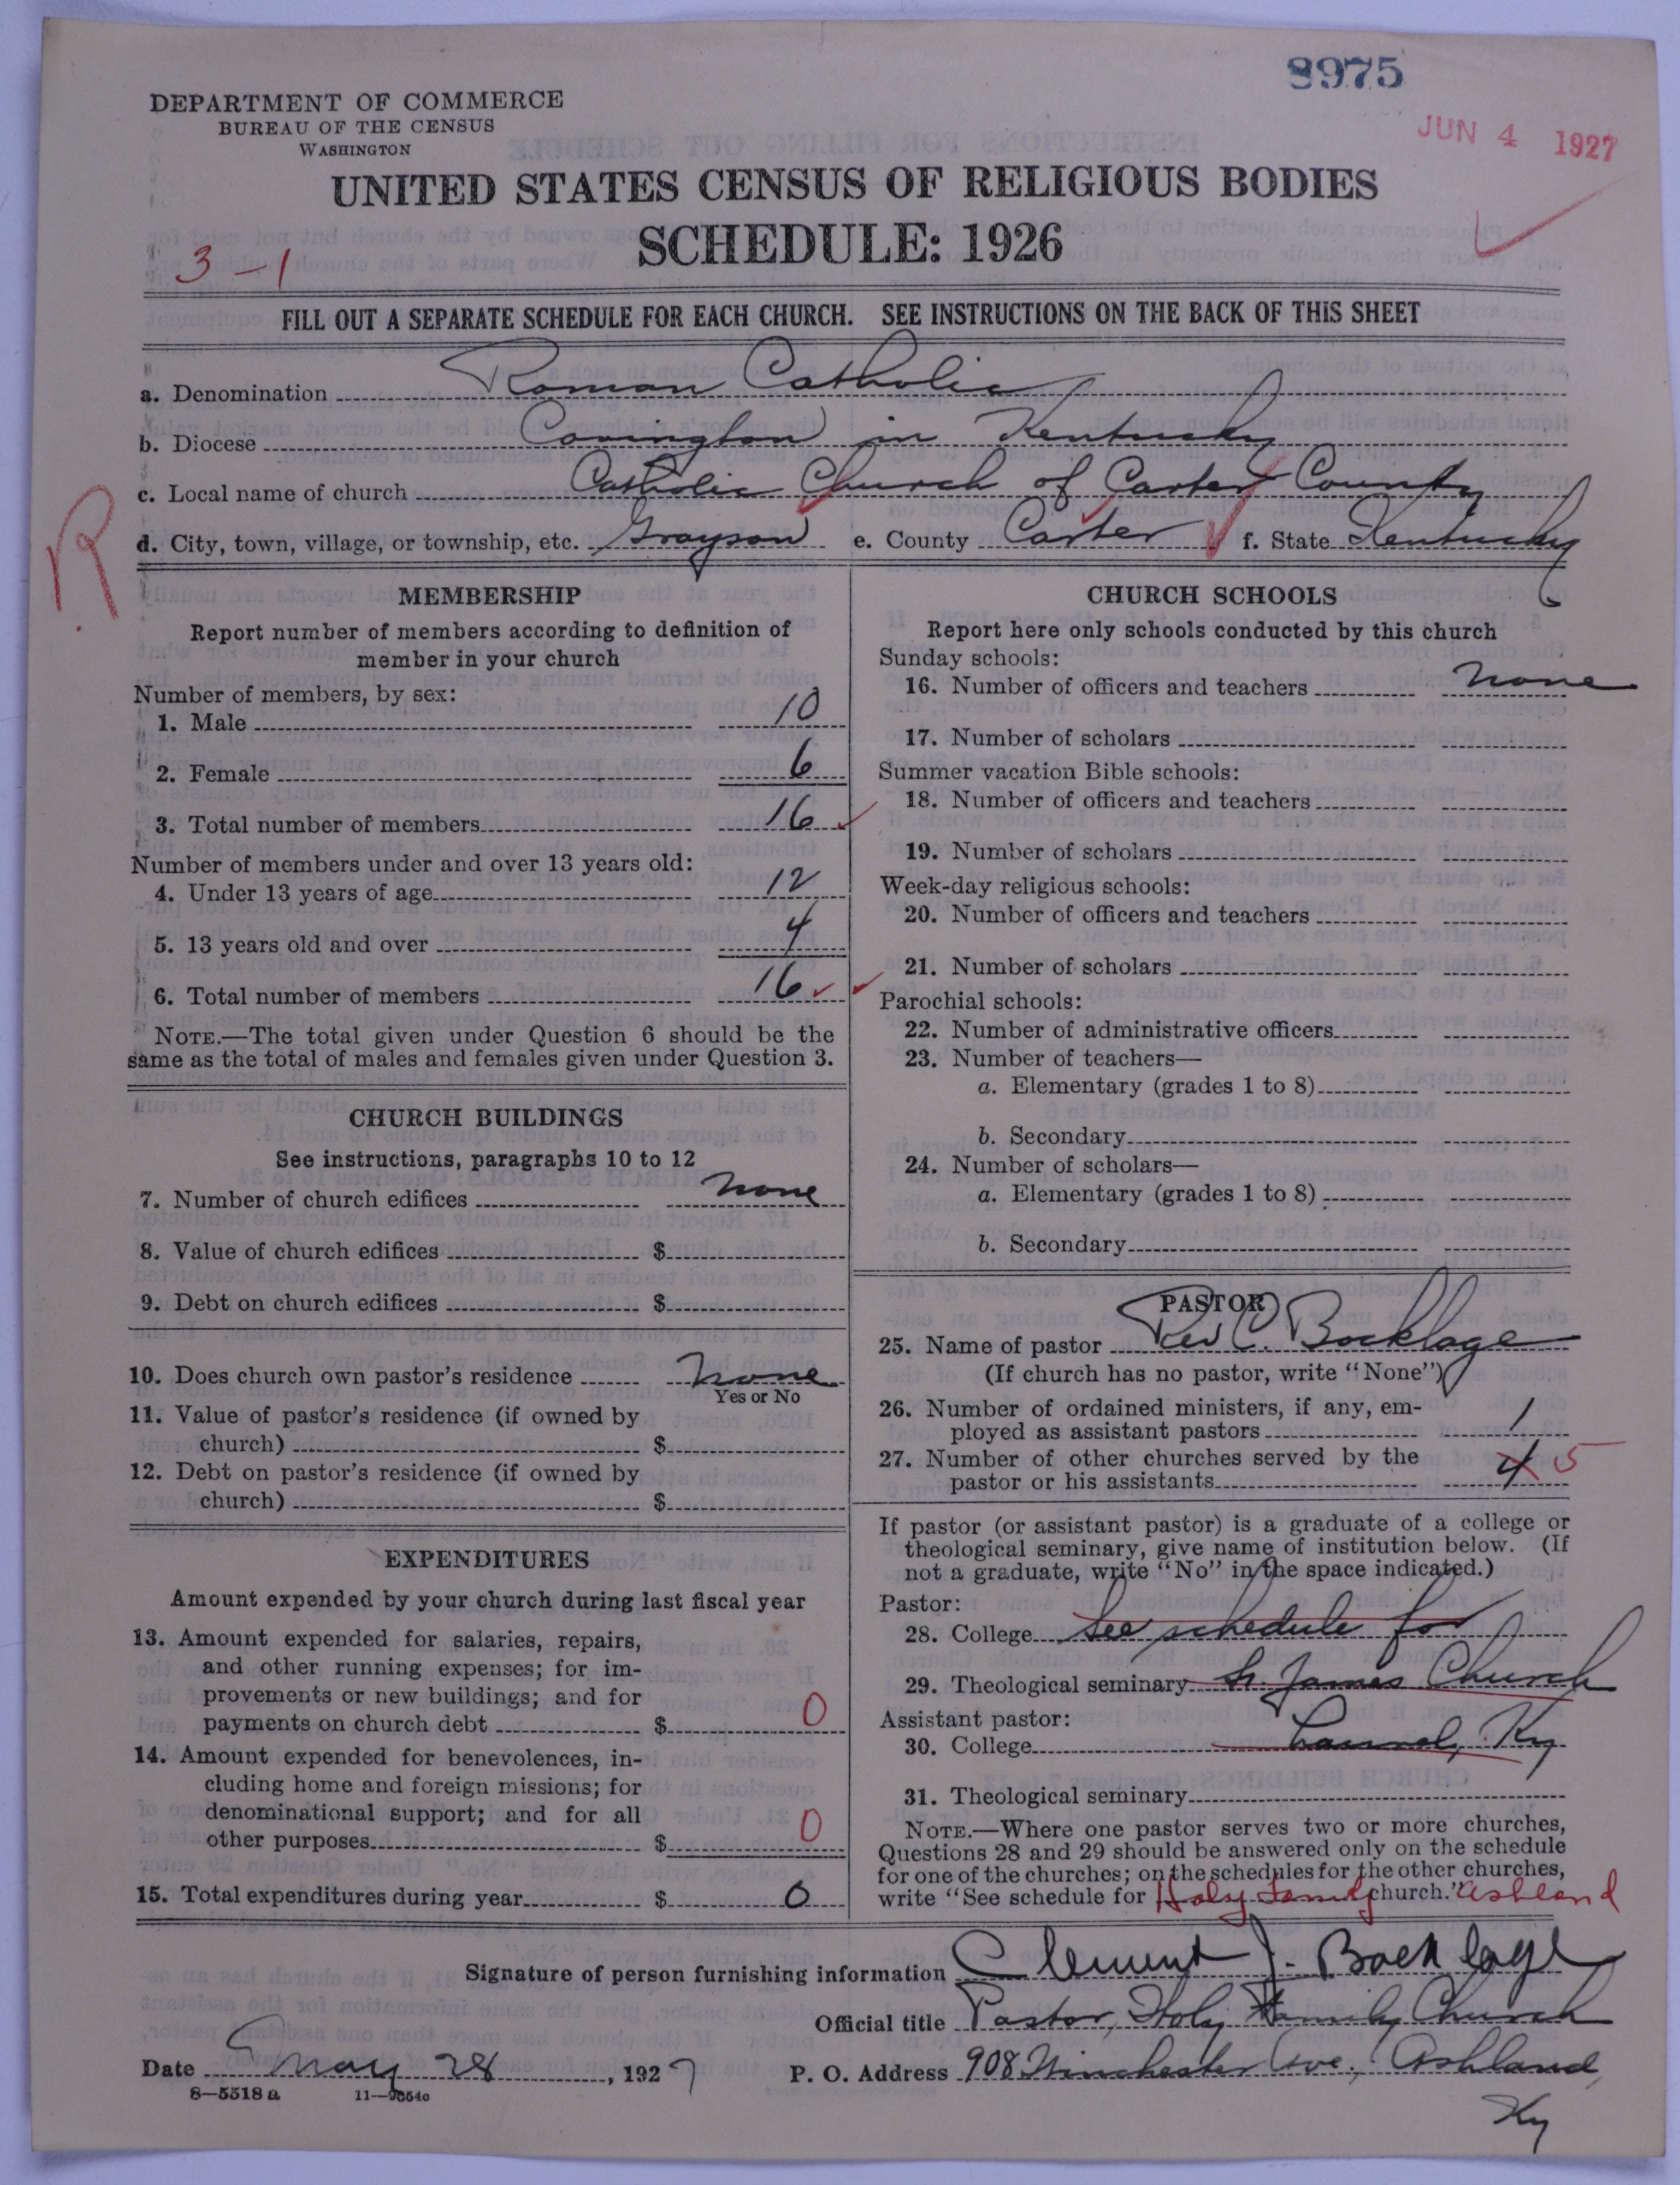 8975
JUN 4 1927
DEPARTMENT OF COMMERCE
BUREAU OF THE CENSUS
WASHINGTON
UNITED STATES CENSUS OF RELIGIOUS BODIES
SCHEDULE: 1926
3-1
FILL OUT A SEPARATE SCHEDULE FOR EACH CHURCH. SEE INSTRUCTIONS ON THE BACK OF THIS SHEET
a. Denomination Roman Catholic
b. Diocese Covington in Kentucky
c. Local name of church Catholic Church of Carter County
R
d. City, town, village, or township, etc. Grayson e. County Carter f. State Kentucky
MEMBERSHIP
Report number of members according to definition of
member in your church
Number of members, by sex:
1. Male 10
2. Female 6
3. Total number of members 16
Number of members under and over 13 years old:
4. Under 13 years of age 12
5. 13 years old and over 4
6. Total number of members 16
NOTE.—The total given under Question 6 should be the
same as the total of males and females given under Question 3.
CHURCH BUILDINGS
See instructions, paragraphs 10 to 12
7. Number of church edifices none
8. Value of church edifices $
9. Debt on church edifices $
10. Does church own pastor's residence None
Yes or No
11. Value of pastor's residence (if owned by
church) $
12. Debt on pastor's residence (if owned by
church) $
EXPENDITURES
Amount expended by your church during last fiscal year
13. Amount expended for salaries, repairs,
and other running expenses; for im-
provements or new buildings; and for
payments on church debt $ 0
14. Amount expended for benevolences, in-
cluding home and foreign missions; for
denominational support; and for all
other purposes $ 0
15. Total expenditures during year $ 0
CHURCH SCHOOLS
Report here only schools conducted by this church
Sunday schools:
16. Number of officers and teachers none
17. Number of scholars
Summer vacation Bible schools:
18. Number of officers and teachers
19. Number of scholars
Week-day religious schools:
20. Number of officers and teachers
21. Number of scholars
Parochial schools:
22. Number of administrative officers
23. Number of teachers—
a. Elementary (grades 1 to 8)
b. Secondary
24. Number of scholars—
a. Elementary (grades 1 to 8)
b. Secondary
PASTOR
25. Name of pastor Rev C. Bocklage
(If church has no pastor, write "None")
26. Number of ordained ministers, if any, em-
ployed as assistant pastors 1
27. Number of other churches served by the
pastor or his assistants 4 5
If pastor (or assistant pastor) is a graduate of a college or
theological seminary, give name of institution below. (If
not a graduate, write "No" in the space indicated.)
Pastor:
28. College See schedule for
29. Theological seminary St. James Church
Assistant pastor:
30. College Laurel, Ky
31. Theological seminary
NOTE.—Where one pastor serves two or more churches,
Questions 28 and 29 should be answered only on the schedule
for one of the churches; on the schedules for the other churches,
write "See schedule for Holy Family church." Ashland
Signature of person furnishing information Clement J. Bocklage
Official title Pastor, Holy Family Church
Date May 28, 1927 P. O. Address 908 Winchester Ave., Ashland,
Ky
8—5518 a